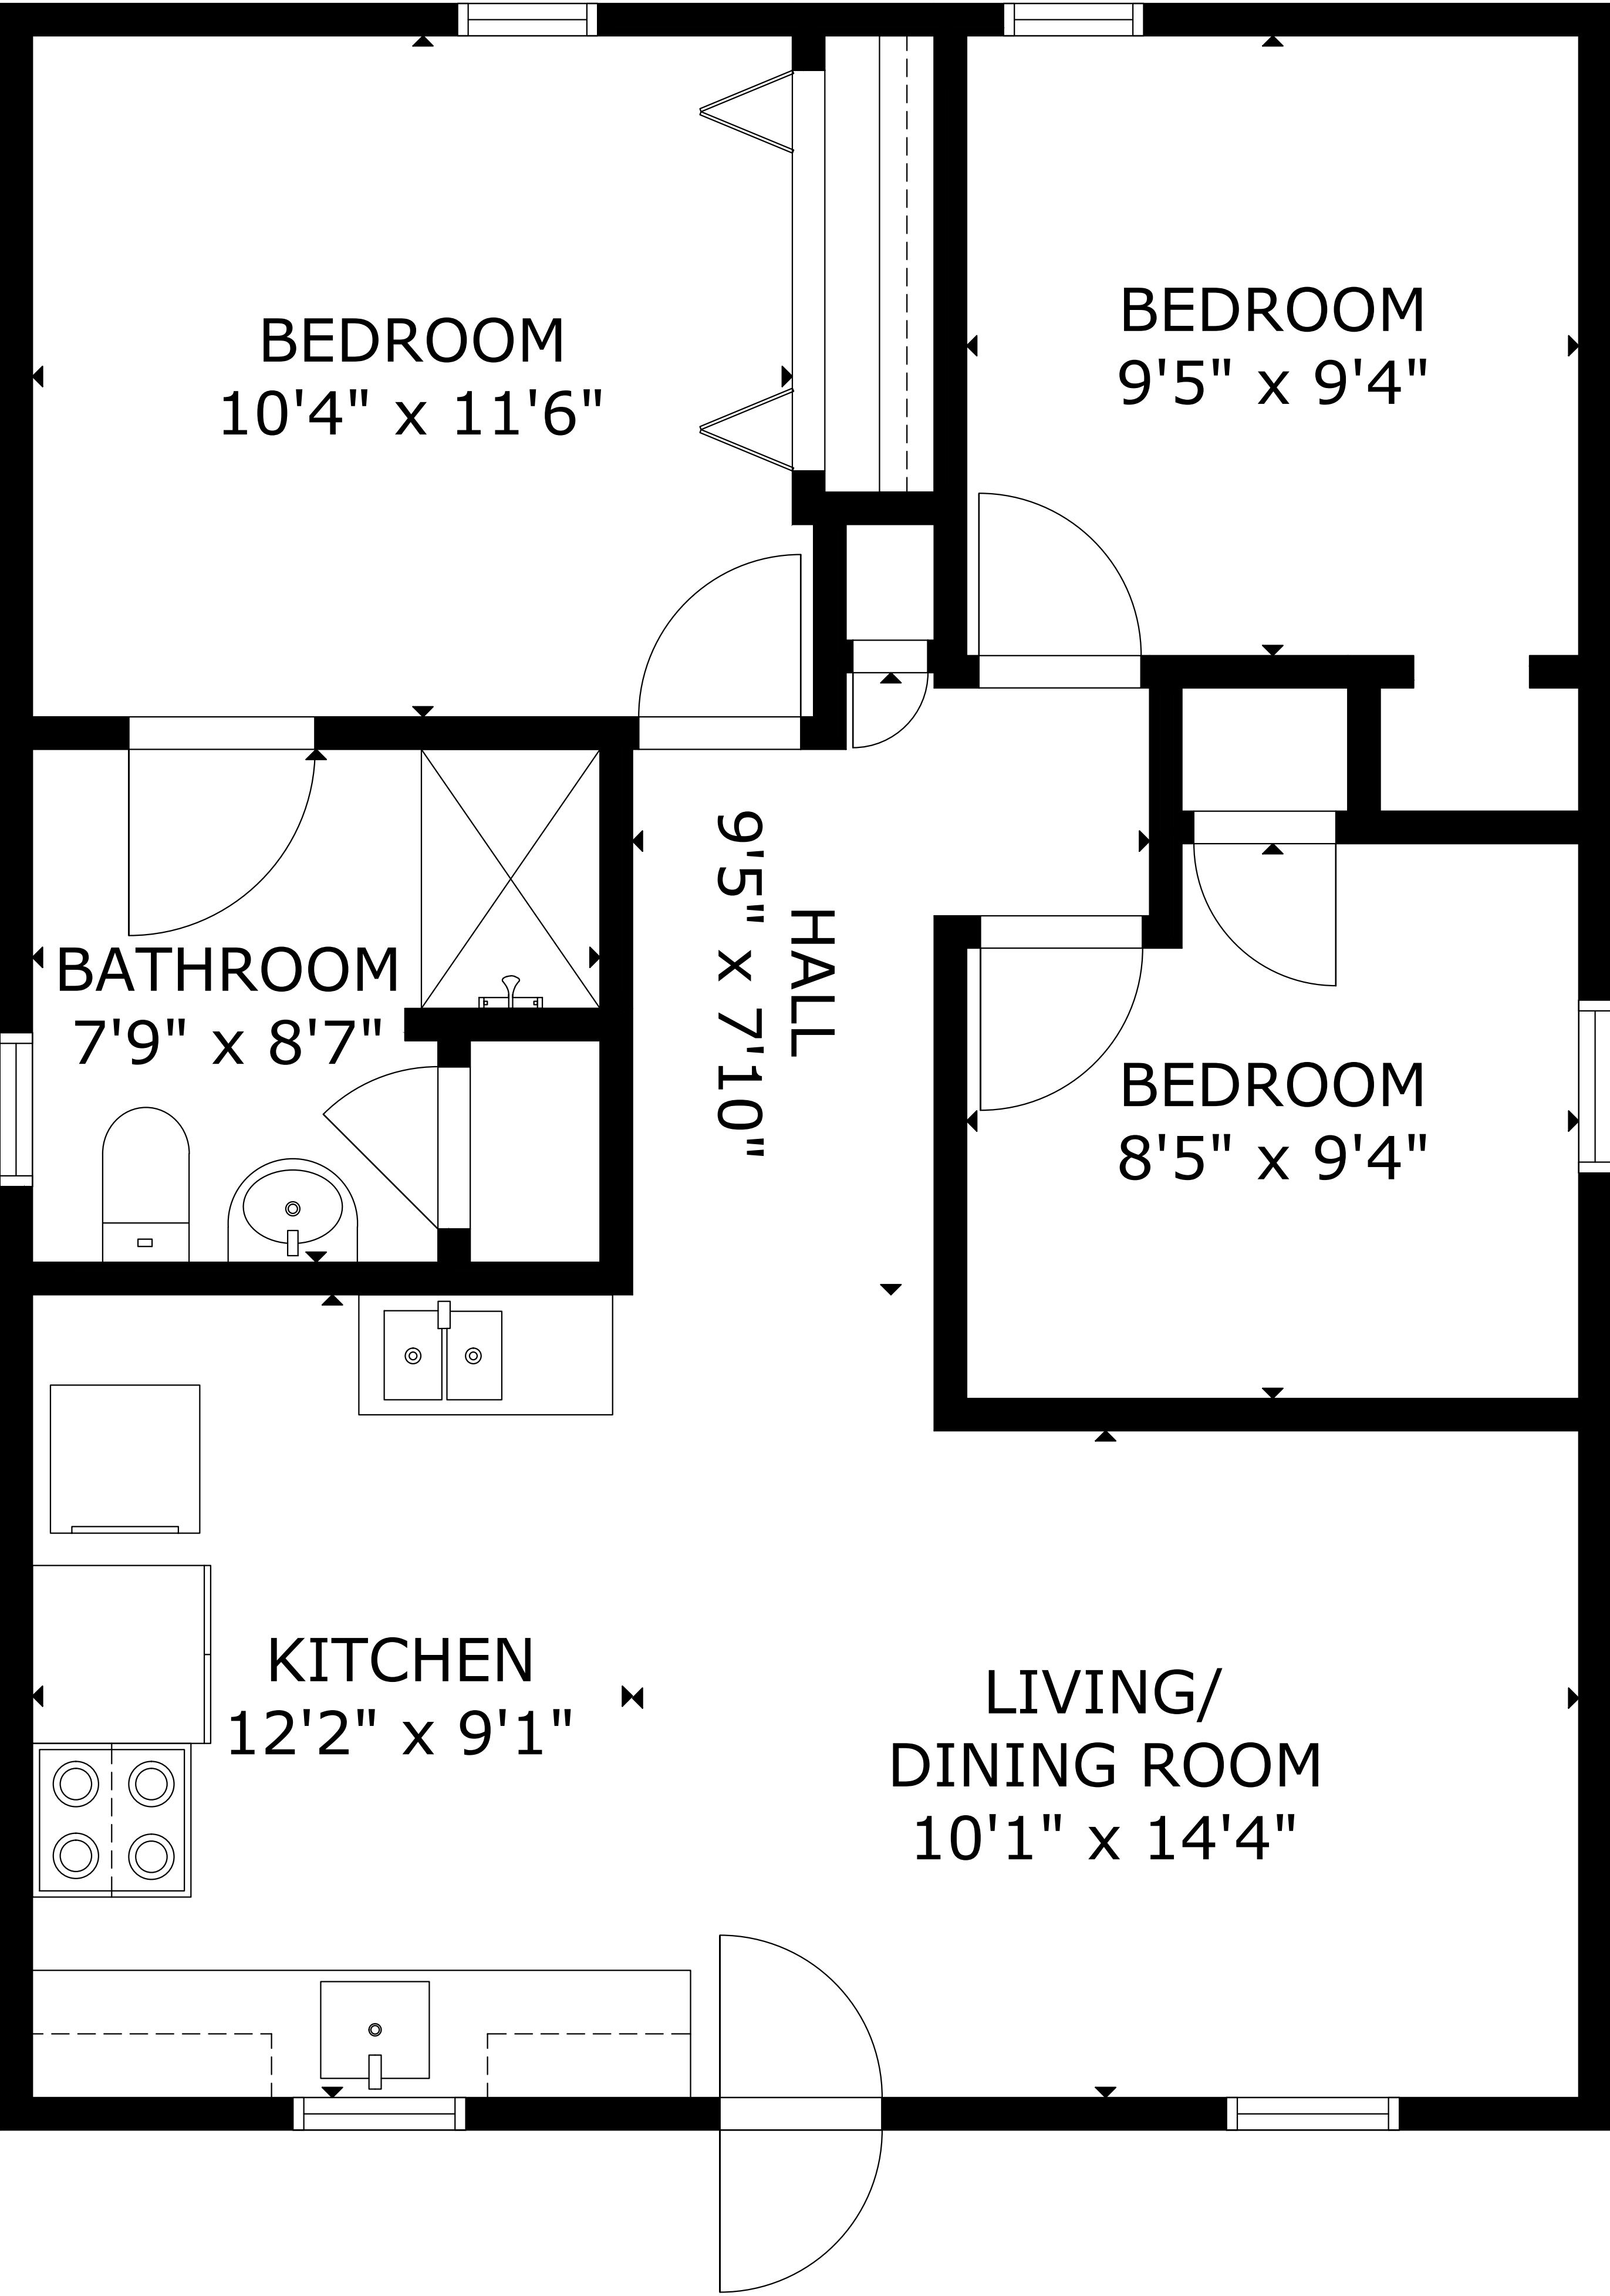 BEDROOM
10'4" x 11'6"
BEDROOM
9'5" x 9'4"
HALL
9'5" x 7'10"
BATHROOM
7'9" x 8'7"
BEDROOM
8'5" x 9'4"
KITCHEN
12'2" x 9'1"
LIVING/
DINING ROOM
10'1" x 14'4"